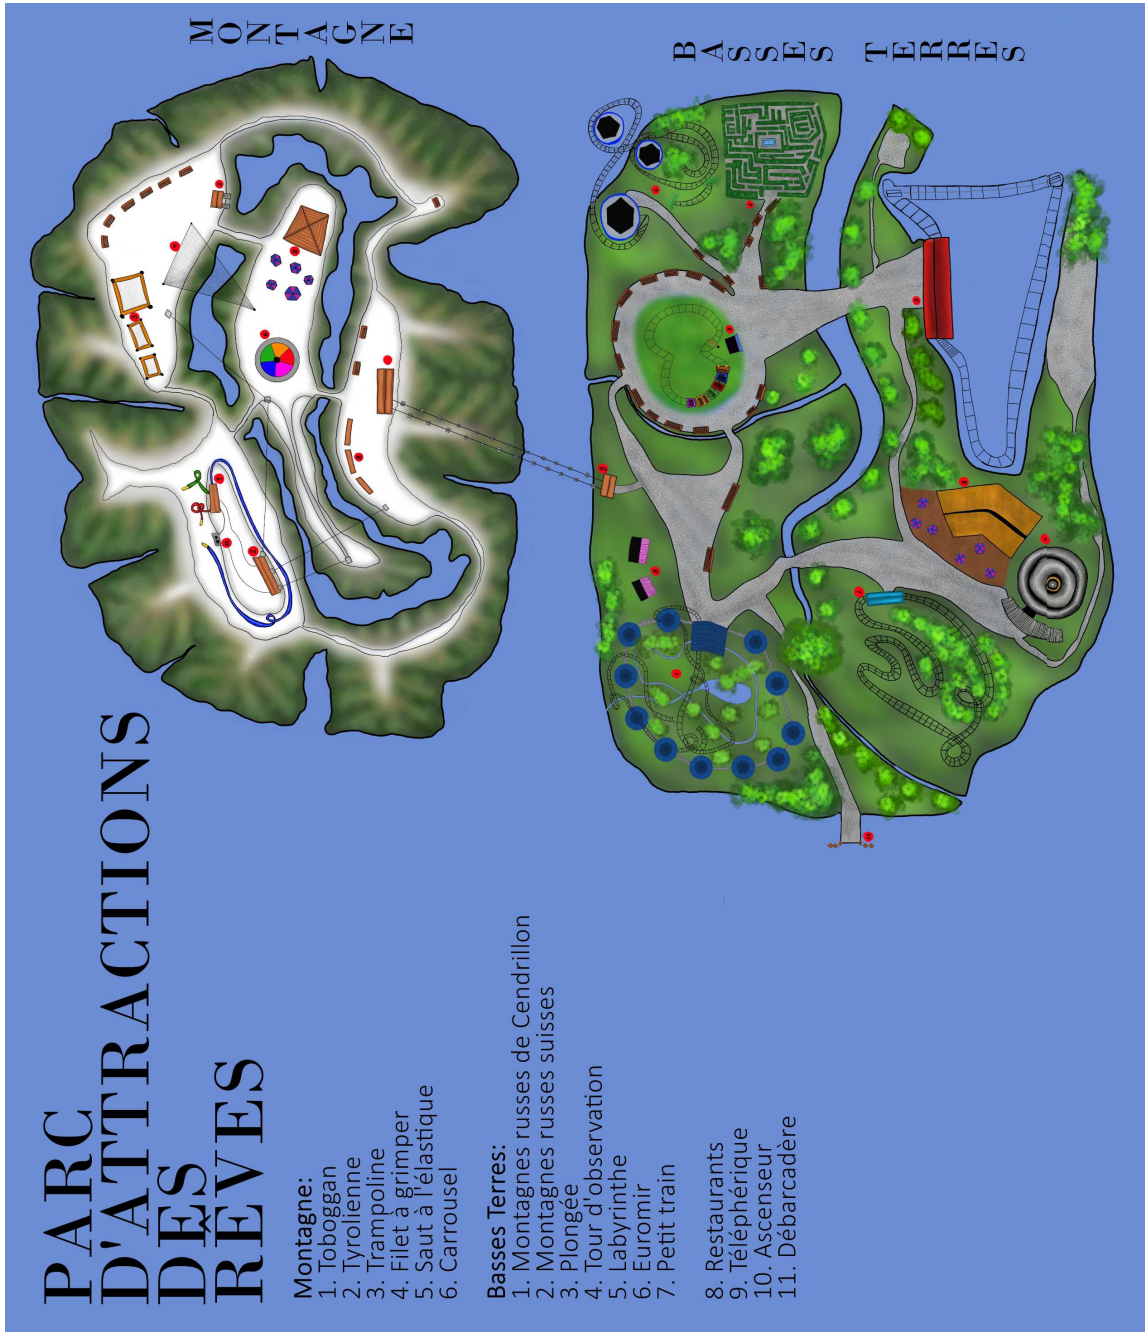 PARC
D'ATTRACTIONS
DES
RÊVES
Montagne:
1. Toboggan
2. Tyrolienne
3. Trampoline
4. Filet à grimper
5. Saut à l'élastique
6. Carrousel
Basses Terres:
1. Montagnes russes de Cendrillon
2. Montagnes russes suisses
3. Plongée
4. Tour d'observation
5. Labyrinthe
6. Euromir
7. Petit train
8. Restaurants
9. Téléphérique
10. Ascenseur
11. Débarcadère
MONTAGNE
BASSES TERRES